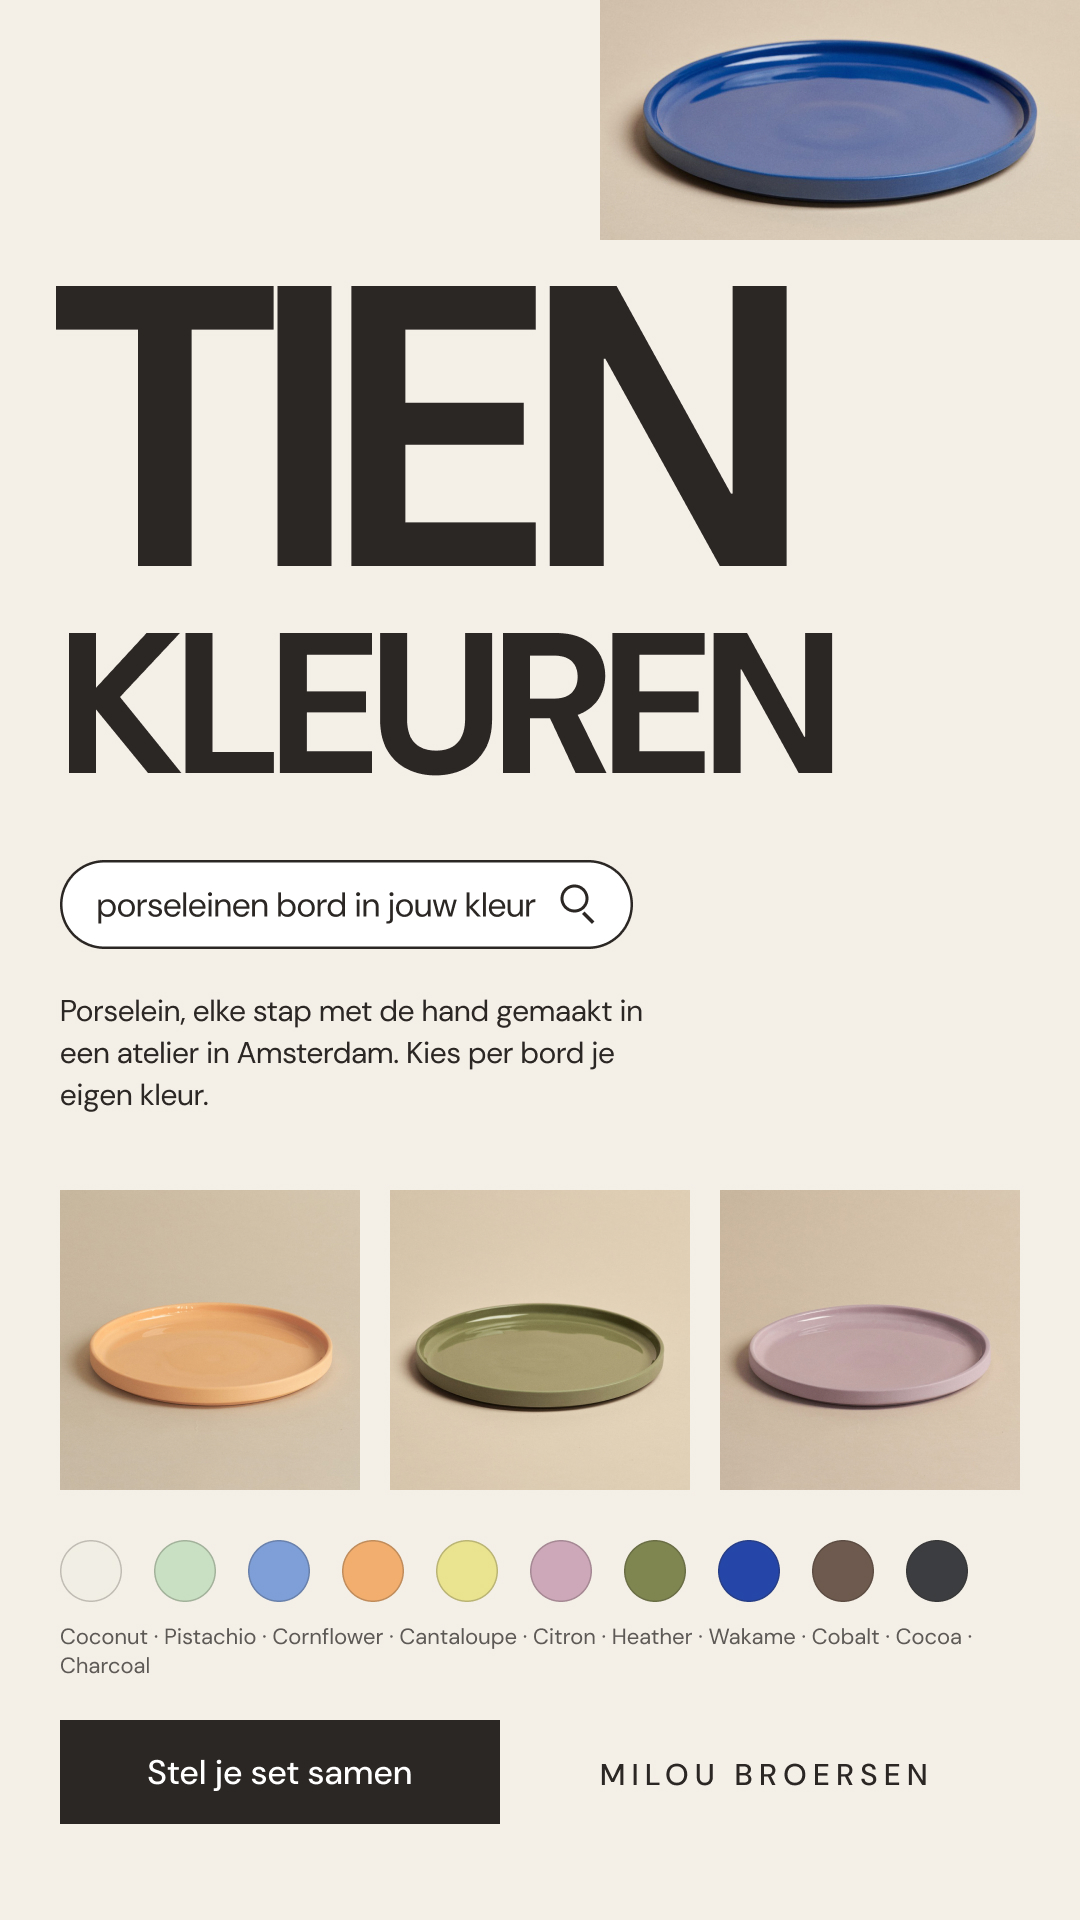 TIEN
KLEUREN
porseleinen bord in jouw kleur
Porselein, elke stap met de hand gemaakt in
een atelier in Amsterdam. Kies per bord je
eigen kleur.
Coconut · Pistachio · Cornflower · Cantaloupe · Citron · Heather · Wakame · Cobalt · Cocoa ·
Charcoal
Stel je set samen
MILOU BROERSEN